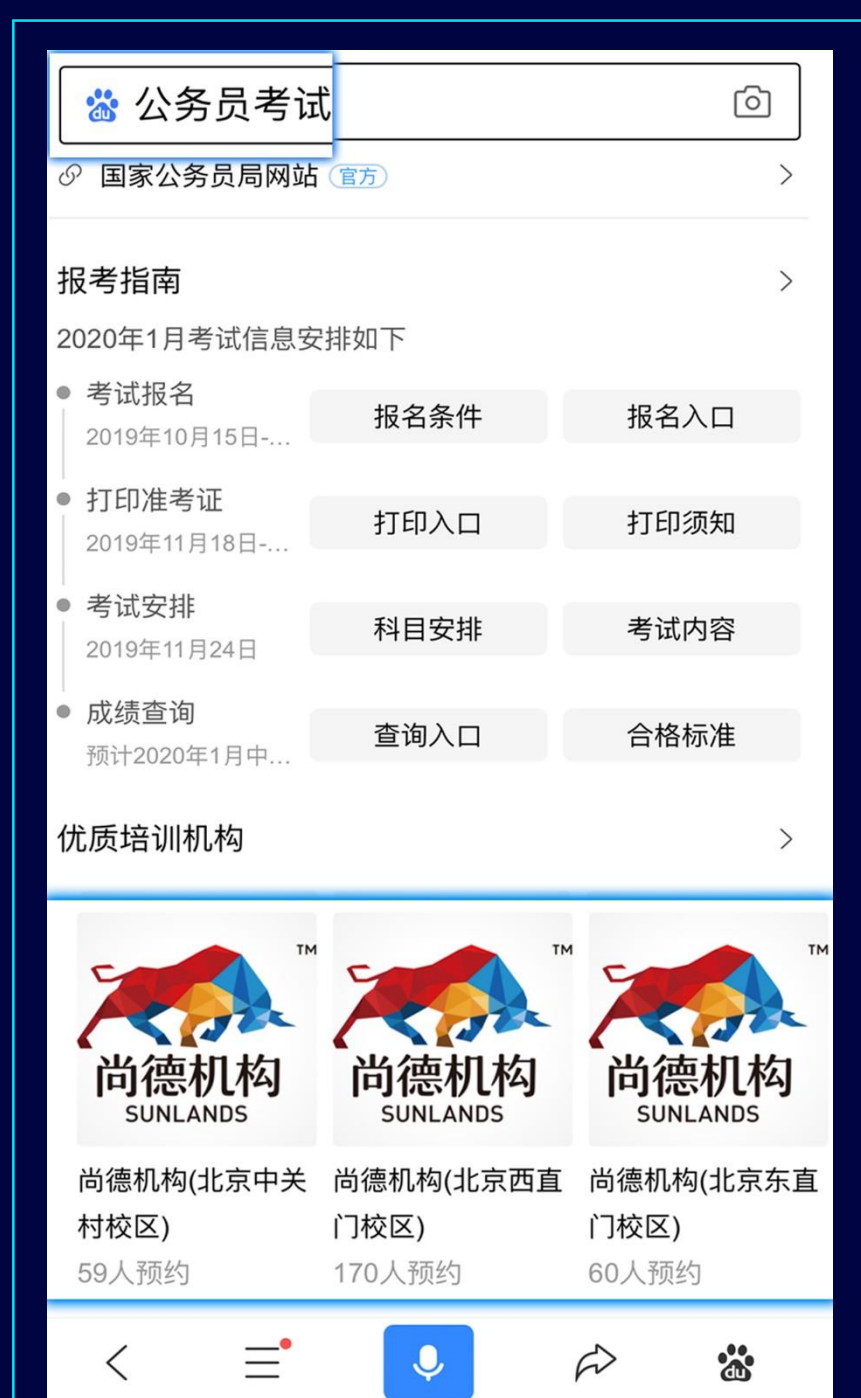 du 公务员考试
国家公务员局网站 官方
报考指南
2020年1月考试信息安排如下
考试报名
2019年10月15日-...
报名条件
报名入口
打印准考证
2019年11月18日-...
打印入口
打印须知
考试安排
2019年11月24日
科目安排
考试内容
成绩查询
预计2020年1月中...
查询入口
合格标准
优质培训机构
TM
尚德机构
SUNLANDS
TM
尚德机构
SUNLANDS
TM
尚德机构
SUNLANDS
尚德机构(北京中关
村校区)
59人预约
尚德机构(北京西直
门校区)
170人预约
尚德机构(北京东直
门校区)
60人预约
du